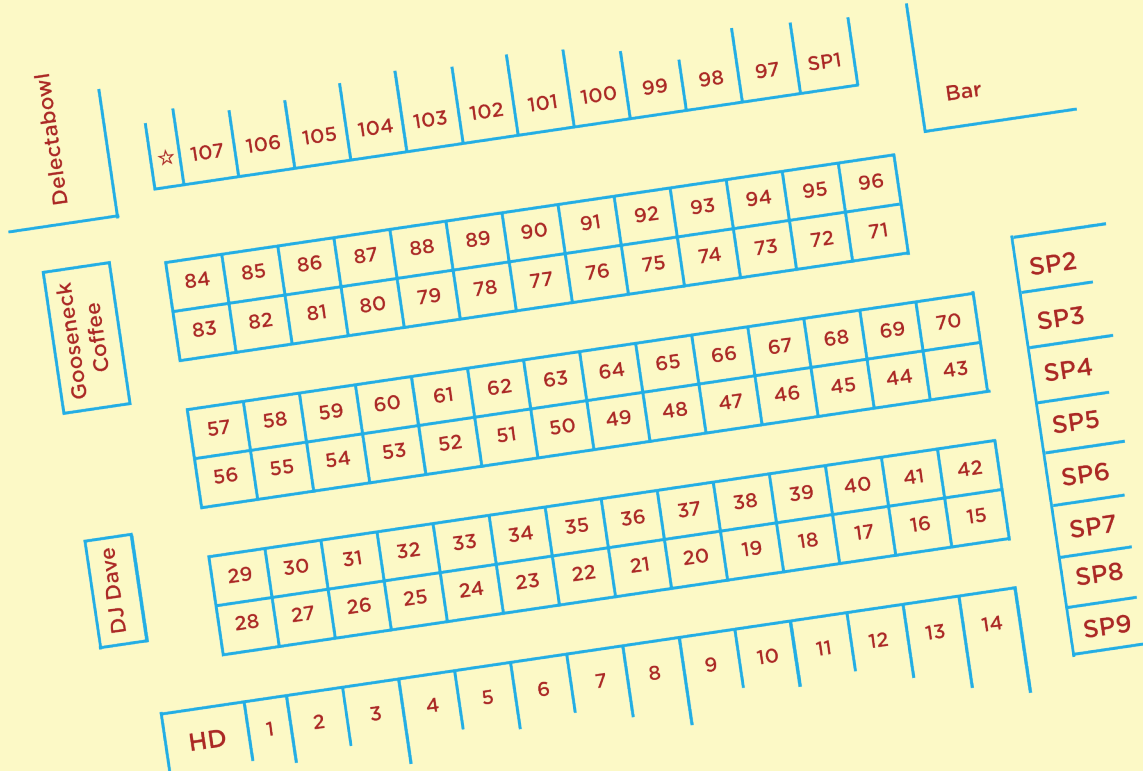 Delectabowl
☆ 107 106 105 104 103 102 101 100 99 98 97 SP1
Bar
84 85 86 87 88 89 90 91 92 93 94 95 96
83 82 81 80 79 78 77 76 75 74 73 72 71
Gooseneck
Coffee
57 58 59 60 61 62 63 64 65 66 67 68 69 70
56 55 54 53 52 51 50 49 48 47 46 45 44 43
SP2
SP3
SP4
SP5
SP6
SP7
SP8
SP9
DJ Dave
29 30 31 32 33 34 35 36 37 38 39 40 41 42
28 27 26 25 24 23 22 21 20 19 18 17 16 15
HD 1 2 3 4 5 6 7 8 9 10 11 12 13 14